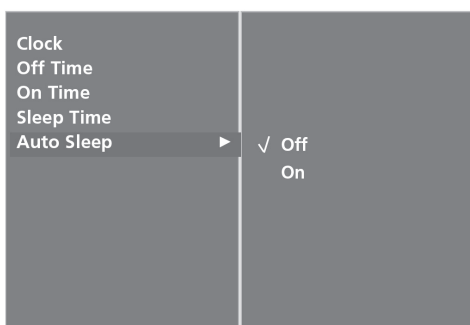 Clock
Off Time
On Time
Sleep Time
Auto Sleep ►
√ Off
On